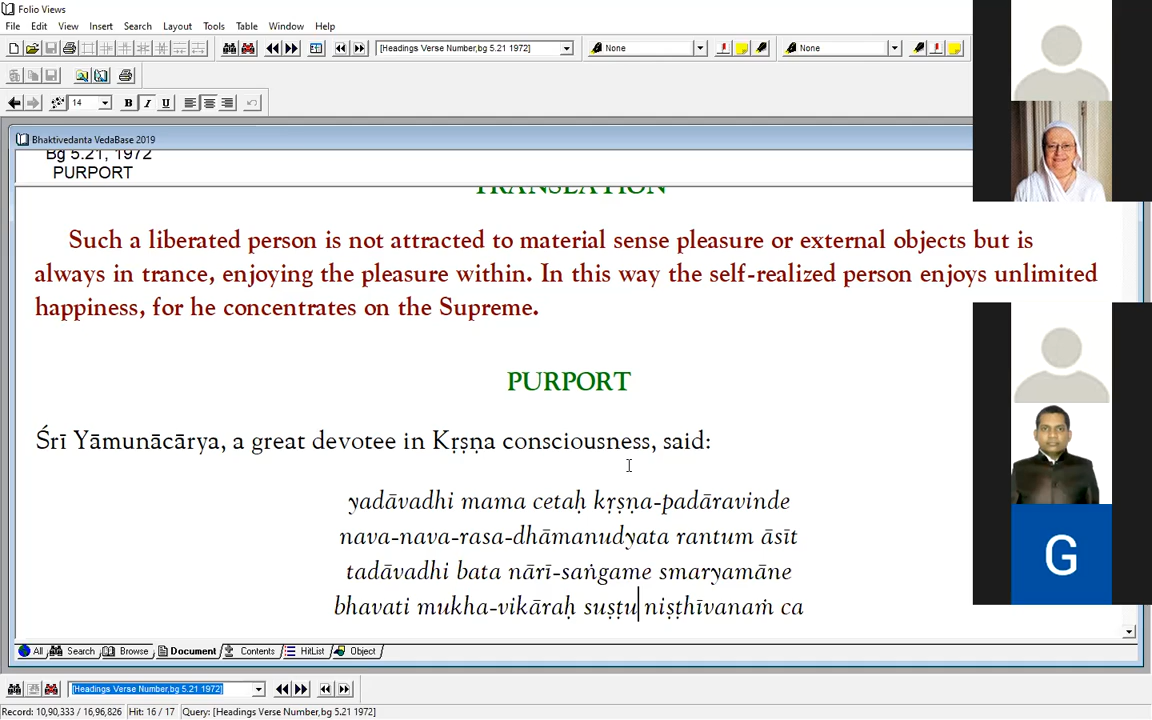 Folio Views
File Edit View Insert Search Layout Tools Table Window Help
[Headings Verse Number,bg 5.21 1972] None None
14 B I U
Bhaktivedanta VedaBase 2019
Bg 5.21, 1972
PURPORT
TRANSLATION
Such a liberated person is not attracted to material sense pleasure or external objects but is
always in trance, enjoying the pleasure within. In this way the self-realized person enjoys unlimited
happiness, for he concentrates on the Supreme.
PURPORT
Śrī Yāmunācārya, a great devotee in Kṛṣṇa consciousness, said:
yadāvadhi mama cetaḥ kṛṣṇa-padāravinde
nava-nava-rasa-dhāmanudyata rantum āsīt
tadāvadhi bata nārī-saṅgame smaryamāne
bhavati mukha-vikāraḥ suṣṭu niṣṭhīvanaṁ ca
G
All Search Browse Document Contents HitList Object
[Headings Verse Number,bg 5.21 1972]
Record: 10,90,333 / 16,96,826 Hit: 16 / 17 Query: [Headings Verse Number,bg 5.21 1972]